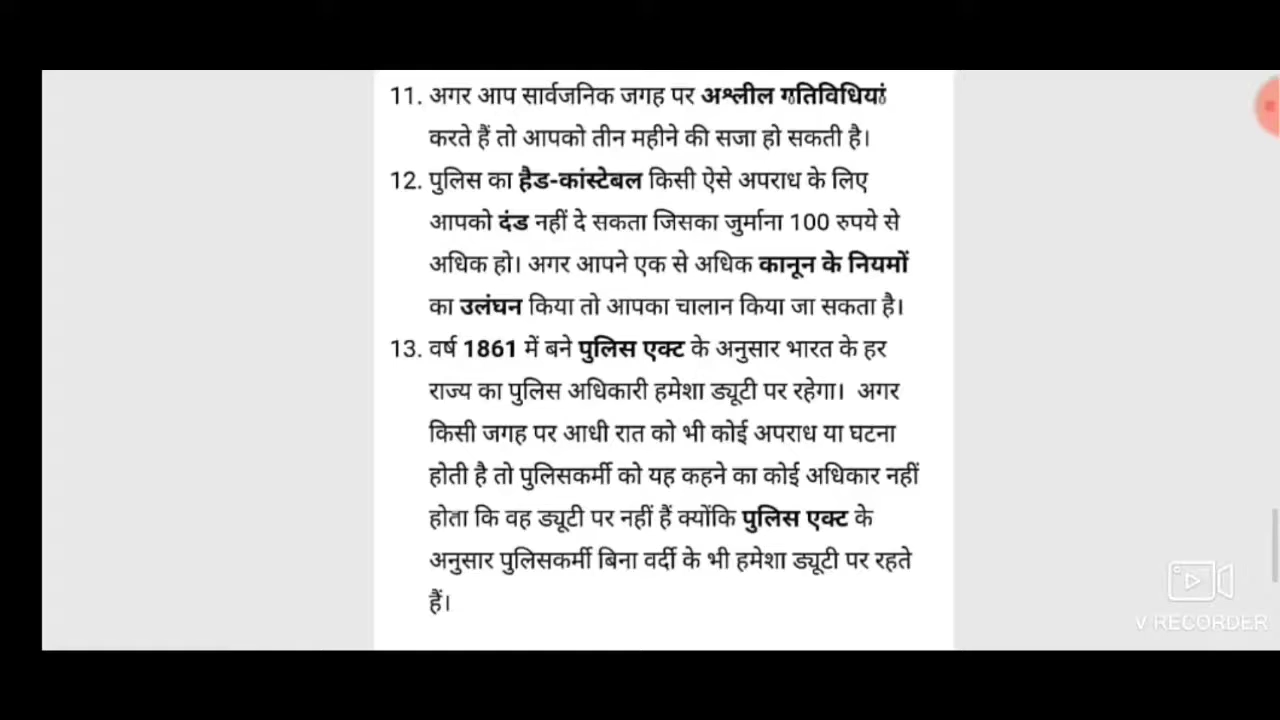 11. अगर आप सार्वजनिक जगह पर अश्लील गतिविधियां
करते हैं तो आपको तीन महीने की सजा हो सकती है।
12. पुलिस का हैड-कांस्टेबल किसी ऐसे अपराध के लिए
आपको दंड नहीं दे सकता जिसका जुर्माना 100 रुपये से
अधिक हो। अगर आपने एक से अधिक कानून के नियमों
का उलंघन किया तो आपका चालान किया जा सकता है।
13. वर्ष 1861 में बने पुलिस एक्ट के अनुसार भारत के हर
राज्य का पुलिस अधिकारी हमेशा ड्यूटी पर रहेगा। अगर
किसी जगह पर आधी रात को भी कोई अपराध या घटना
होती है तो पुलिसकर्मी को यह कहने का कोई अधिकार नहीं
होता कि वह ड्यूटी पर नहीं हैं क्योंकि पुलिस एक्ट के
अनुसार पुलिसकर्मी बिना वर्दी के भी हमेशा ड्यूटी पर रहते
हैं।
V RECORDER